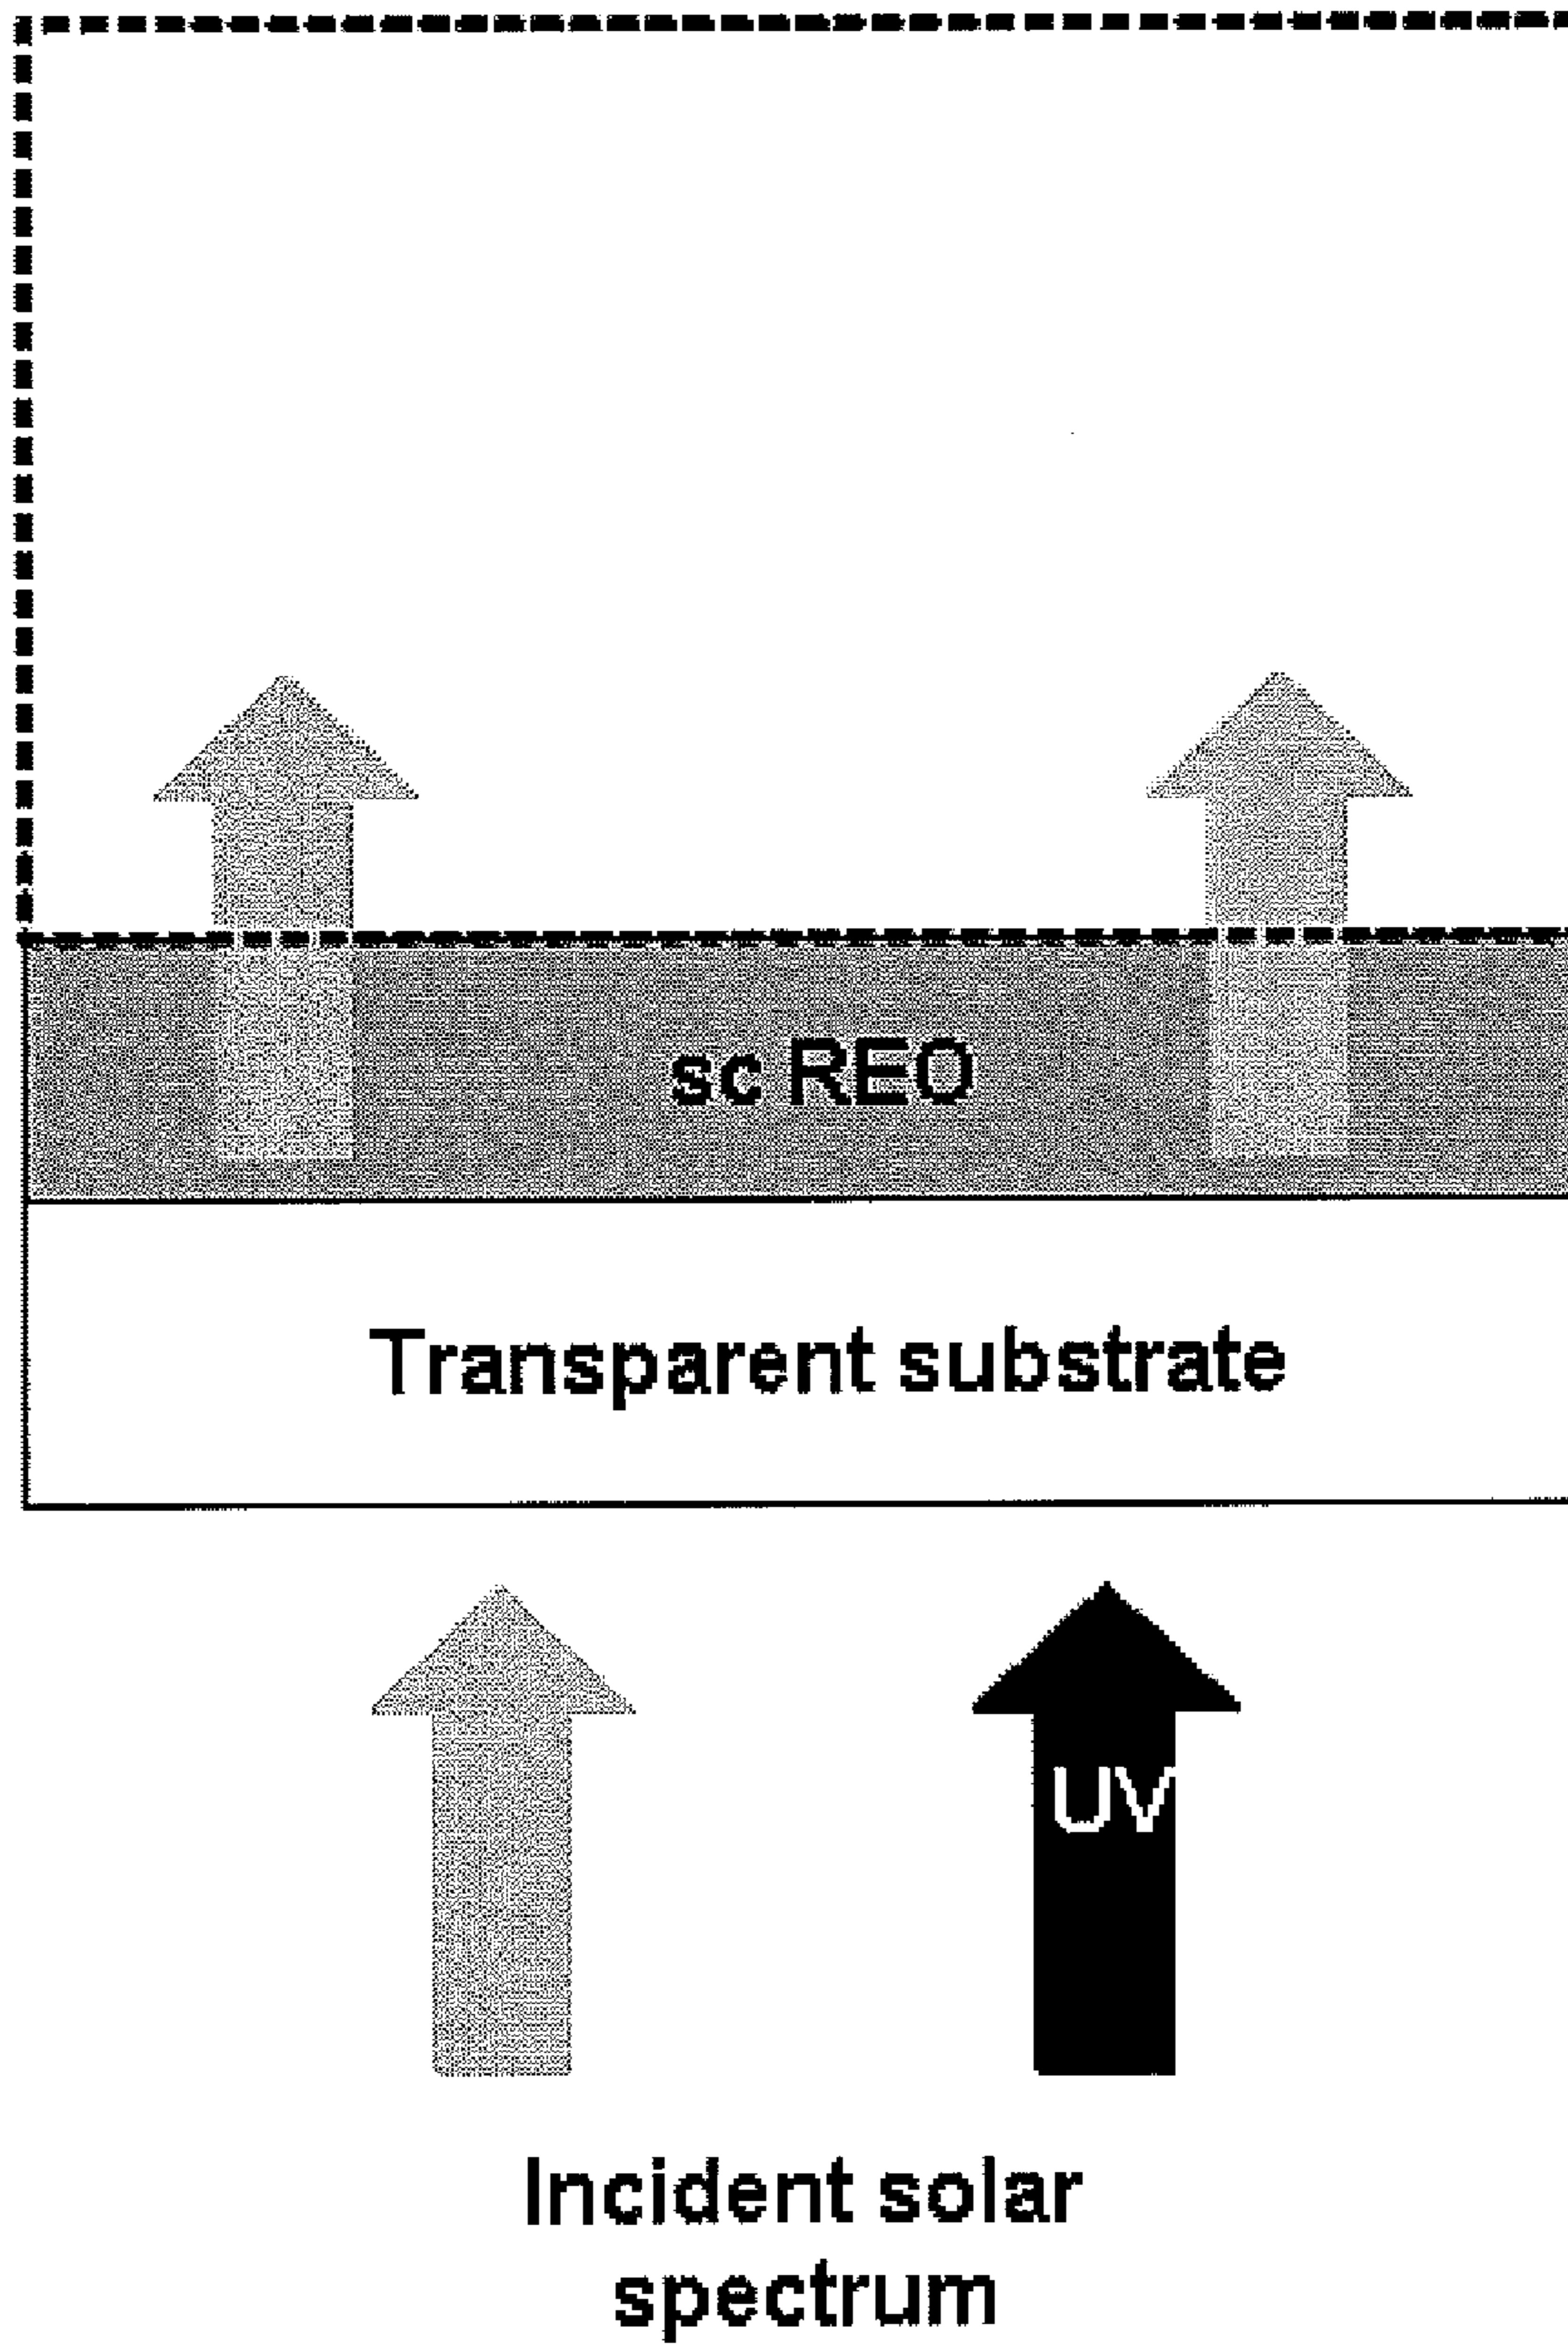 sc REO
Transparent substrate
UV
Incident solar
spectrum